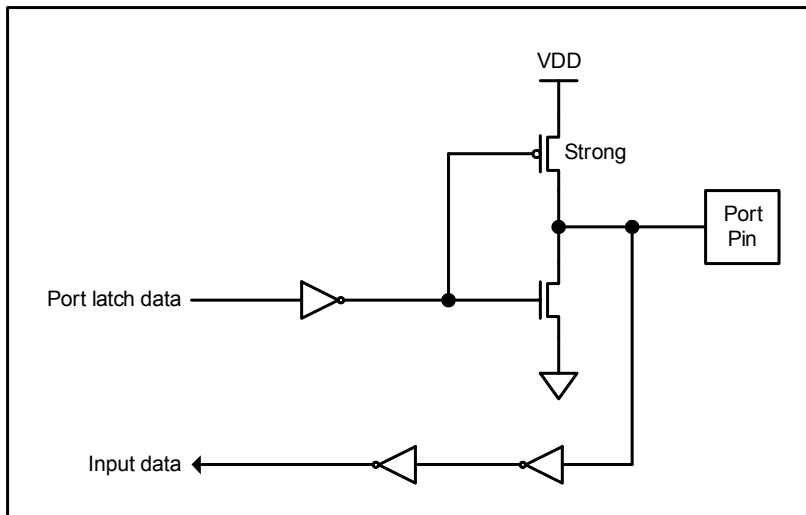 VDD
Strong
Port
Pin
Port latch data
Input data